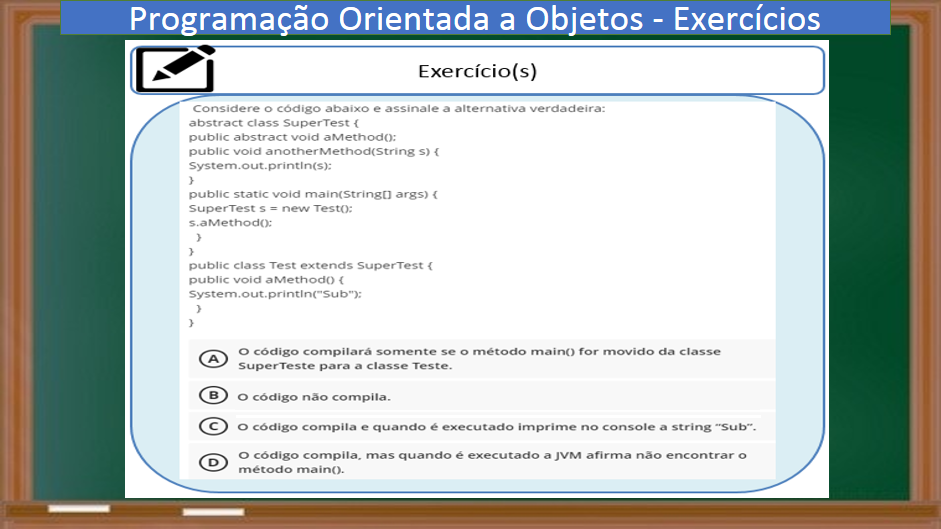 Programação Orientada a Objetos - Exercícios
Exercício(s)
Considere o código abaixo e assinale a alternativa verdadeira:
abstract class SuperTest {
public abstract void aMethod();
public void anotherMethod(String s) {
System.out.println(s);
}
public static void main(String[] args) {
SuperTest s = new Test();
s.aMethod();
}
}
public class Test extends SuperTest {
public void aMethod() {
System.out.println("Sub");
}
}
A O código compilará somente se o método main() for movido da classe
SuperTeste para a classe Teste.
B O código não compila.
C O código compila e quando é executado imprime no console a string “Sub”.
D O código compila, mas quando é executado a JVM afirma não encontrar o
método main().